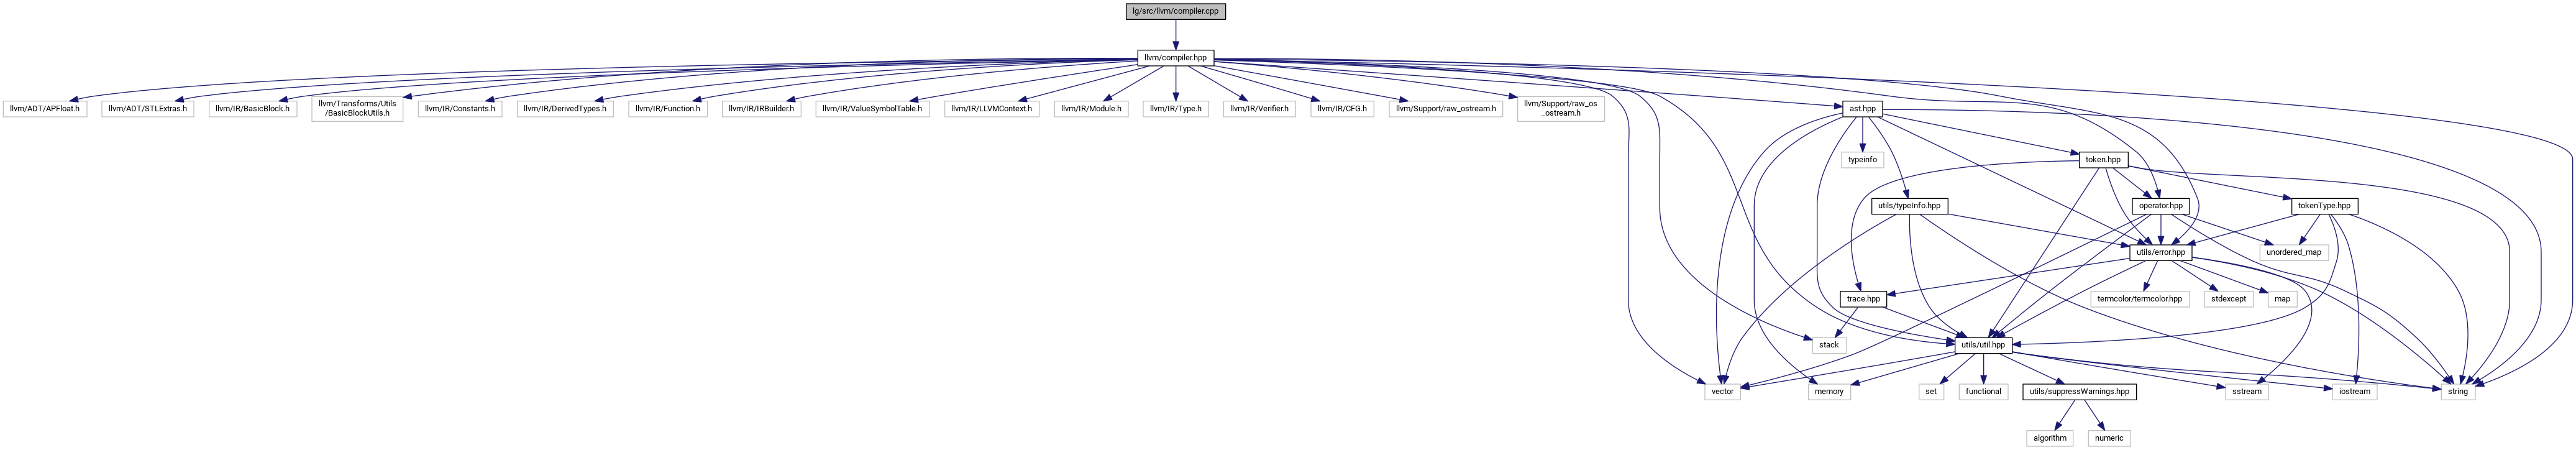 lg/src/llvm/compiler.cpp
llvm/compiler.hpp
llvm/ADT/APFloat.h
llvm/ADT/STLExtras.h
llvm/IR/BasicBlock.h
llvm/Transforms/Utils
/BasicBlockUtils.h
llvm/IR/Constants.h
llvm/IR/DerivedTypes.h
llvm/IR/Function.h
llvm/IR/IRBuilder.h
llvm/IR/ValueSymbolTable.h
llvm/IR/LLVMContext.h
llvm/IR/Module.h
llvm/IR/Type.h
llvm/IR/Verifier.h
llvm/IR/CFG.h
llvm/Support/raw_ostream.h
llvm/Support/raw_os
_ostream.h
ast.hpp
typeinfo
token.hpp
utils/typeInfo.hpp
operator.hpp
tokenType.hpp
utils/error.hpp
unordered_map
trace.hpp
termcolor/termcolor.hpp
stdexcept
map
stack
utils/util.hpp
vector
memory
set
functional
utils/suppressWarnings.hpp
sstream
iostream
string
algorithm
numeric